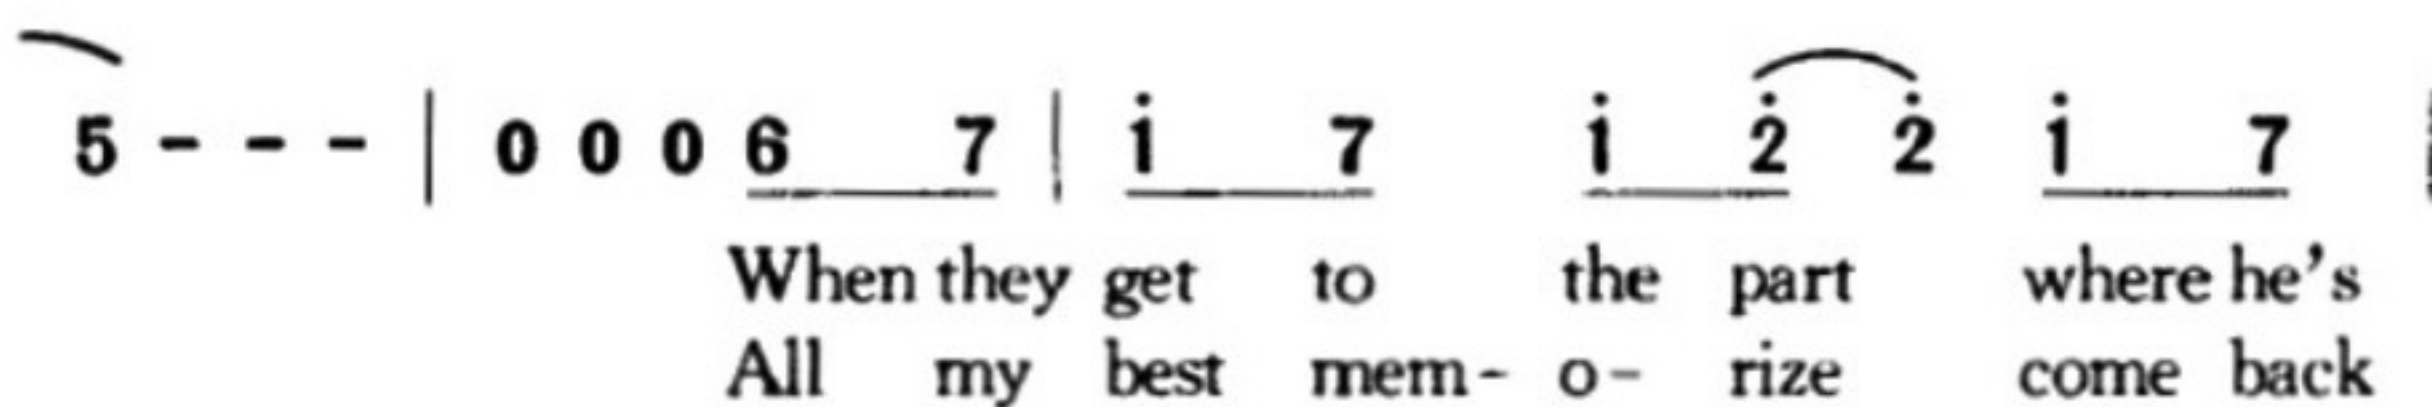 5 - - - | 0 0 0 6 7 | i 7 i 2̇ 2̇ i 7
When they get to the part where he's
All my best mem- o- rize come back